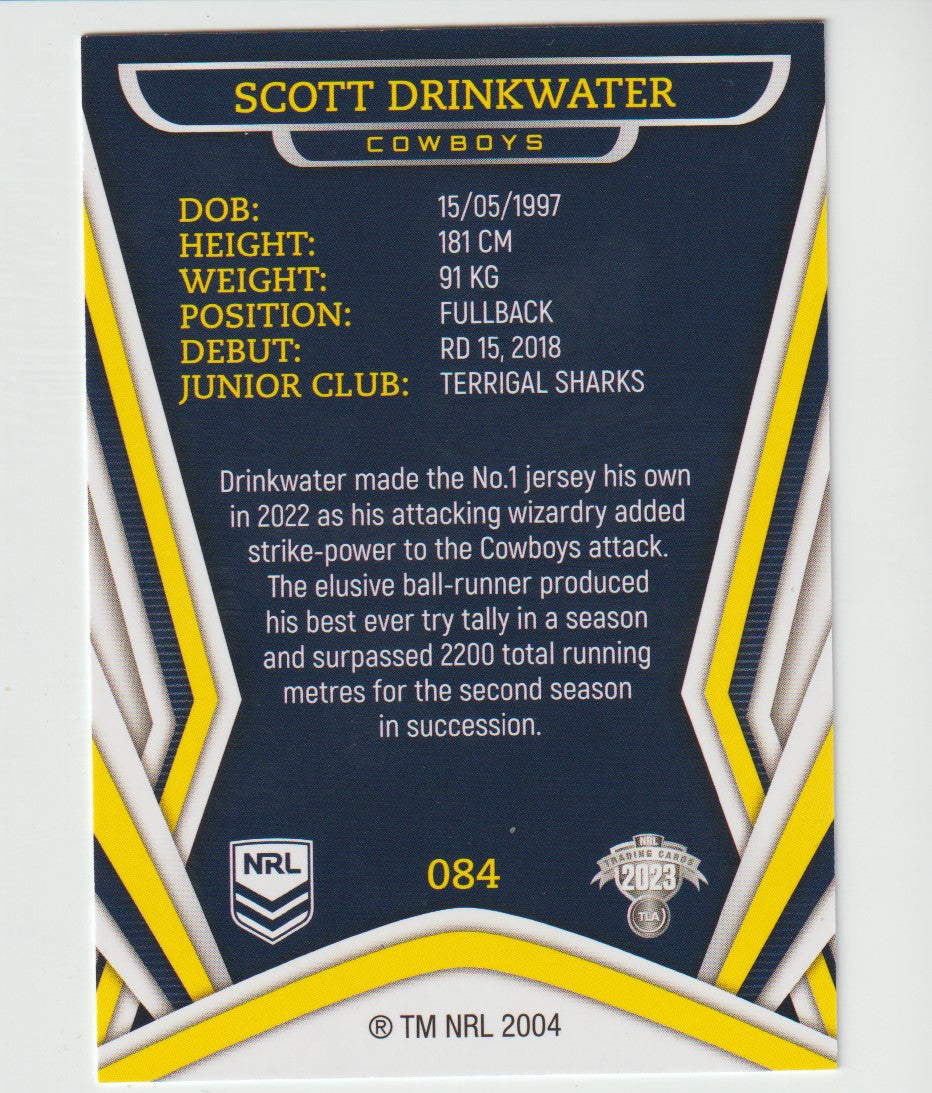 SCOTT DRINKWATER
COWBOYS
DOB: 15/05/1997
HEIGHT: 181 CM
WEIGHT: 91 KG
POSITION: FULLBACK
DEBUT: RD 15, 2018
JUNIOR CLUB: TERRIGAL SHARKS
Drinkwater made the No.1 jersey his own
in 2022 as his attacking wizardry added
strike-power to the Cowboys attack.
The elusive ball-runner produced
his best ever try tally in a season
and surpassed 2200 total running
metres for the second season
in succession.
NRL
084
NRL
TRADING CARDS
2023
TLA
® TM NRL 2004